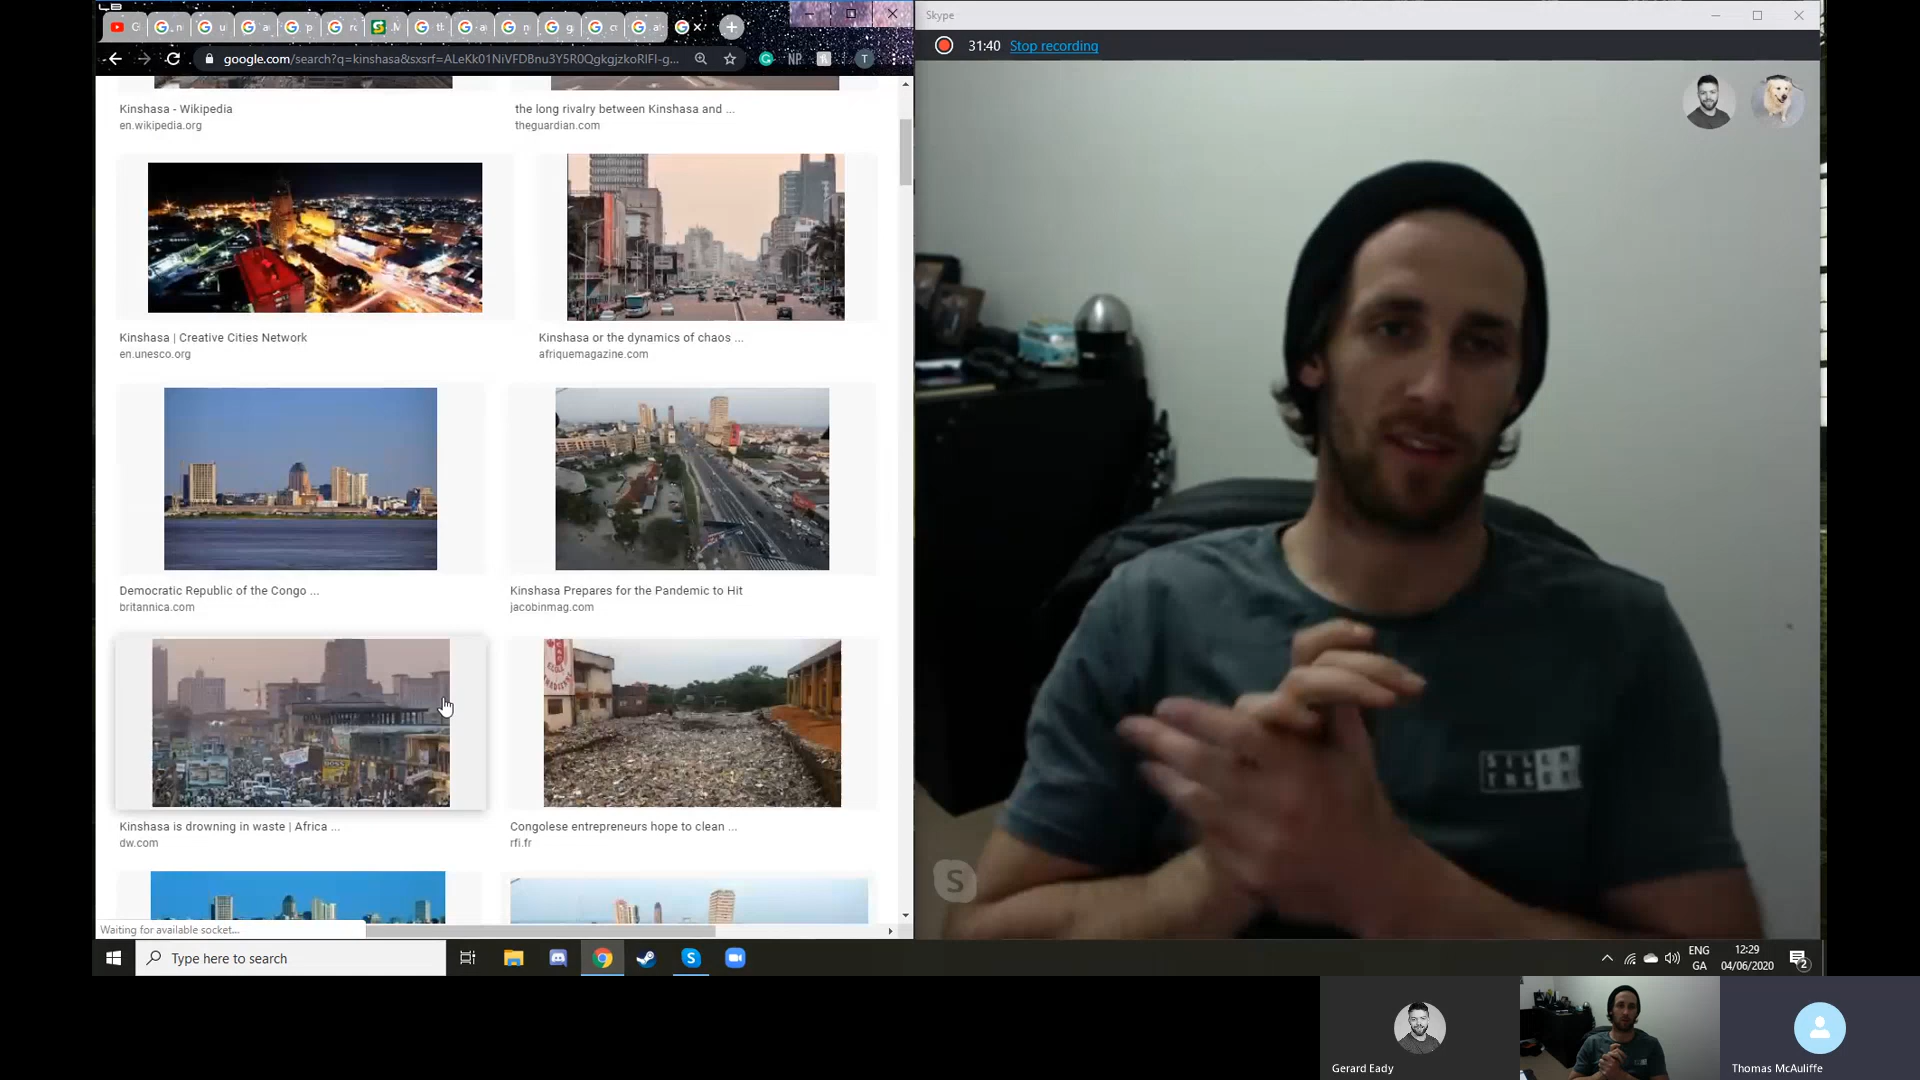 Skype
31:40 Stop recording
google.com/search?q=kinshasa&sxsrf=ALeKk01NiVFDBnu3Y5R0QgkgjzkoRlFI-g...
NP
T
Kinshasa - Wikipedia
en.wikipedia.org
the long rivalry between Kinshasa and ...
theguardian.com
Kinshasa | Creative Cities Network
en.unesco.org
Kinshasa or the dynamics of chaos ...
afriquemagazine.com
Democratic Republic of the Congo ...
britannica.com
Kinshasa Prepares for the Pandemic to Hit
jacobinmag.com
Kinshasa is drowning in waste | Africa ...
dw.com
Congolese entrepreneurs hope to clean ...
rfi.fr
Waiting for available socket...
Type here to search
ENG
GA
12:29
04/06/2020
2
Gerard Eady
Thomas McAuliffe